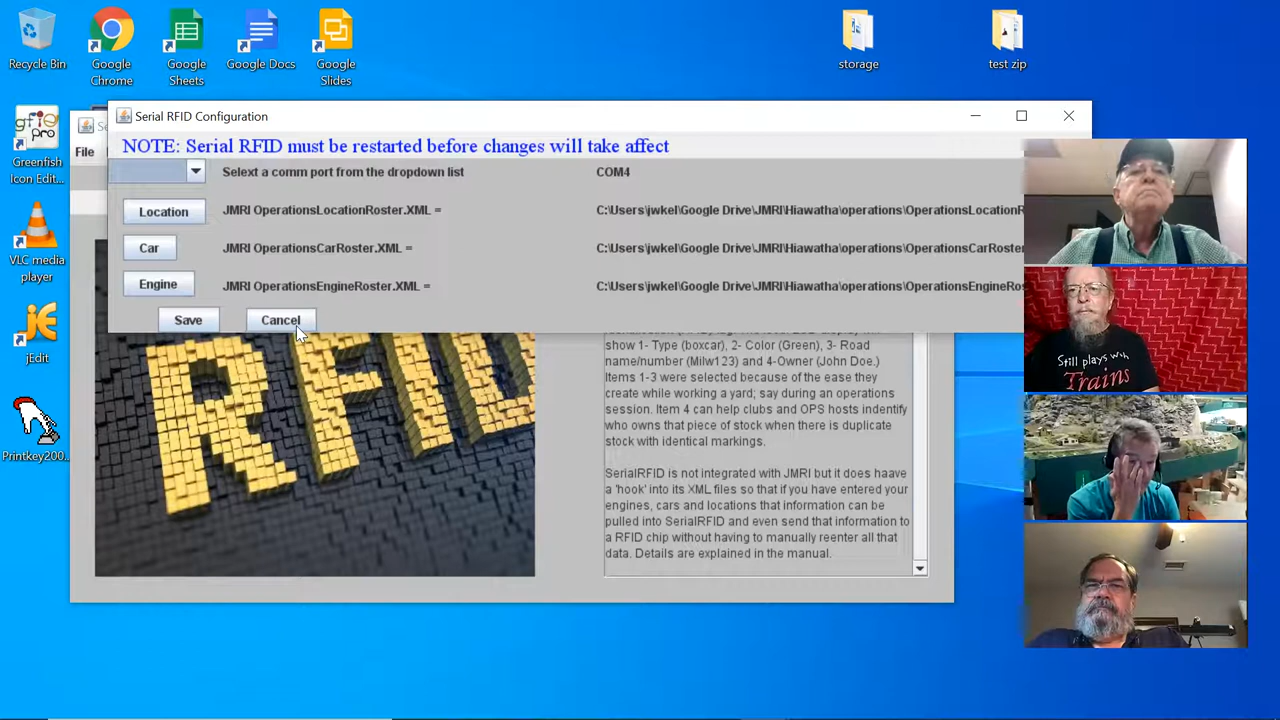 Recycle Bin
Google Chrome
Google Sheets
Google Docs
Google Slides
storage
test zip
gfie pro
Greenfish Icon Edit...
VLC media player
jEdit
Printkey200...
File
Serial RFID Configuration
NOTE: Serial RFID must be restarted before changes will take affect
Selext a comm port from the dropdown list
COM4
Location
JMRI OperationsLocationRoster.XML =
C:\Users\jwkel\Google Drive\JMRI\Hiawatha\operations\OperationsLocationR
Car
JMRI OperationsCarRoster.XML =
C:\Users\jwkel\Google Drive\JMRI\Hiawatha\operations\OperationsCarRoster
Engine
JMRI OperationsEngineRoster.XML =
C:\Users\jwkel\Google Drive\JMRI\Hiawatha\operations\OperationsEngineRos
Save
Cancel
RFID
show 1- Type (boxcar), 2- Color (Green), 3- Road
name/number (Milw123) and 4-Owner (John Doe.)
Items 1-3 were selected because of the ease they
create while working a yard; say during an operations
session. Item 4 can help clubs and OPS hosts indentify
who owns that piece of stock when there is duplicate
stock with identical markings.
SerialRFID is not integrated with JMRI but it does haave
a 'hook' into its XML files so that if you have entered your
engines, cars and locations that information can be
pulled into SerialRFID and even send that information to
a RFID chip without having to manually reenter all that
data. Details are explained in the manual.
Still plays with
Trains